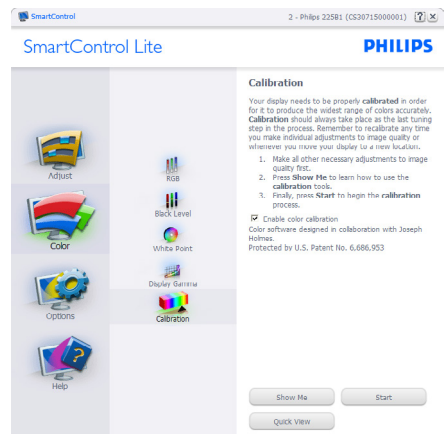 SmartControl
2 - Philips 225B1 (CS30715000001)
SmartControl Lite
PHILIPS
Adjust
Color
Options
Help
RGB
Black Level
White Point
Display Gamma
Calibration
Calibration
Your display needs to be properly calibrated in order
for it to produce the widest range of colors accurately.
Calibration should always take place as the last tuning
step in the process. Remember to recalibrate any time
you make individual adjustments to image quality or
whenever you move your display to a new location.
1. Make all other necessary adjustments to image
quality first.
2. Press Show Me to learn how to use the
calibration tools.
3. Finally, press Start to begin the calibration
process.
Enable color calibration
Color software designed in collaboration with Joseph
Holmes.
Protected by U.S. Patent No. 6,686,953
Show Me
Start
Quick View